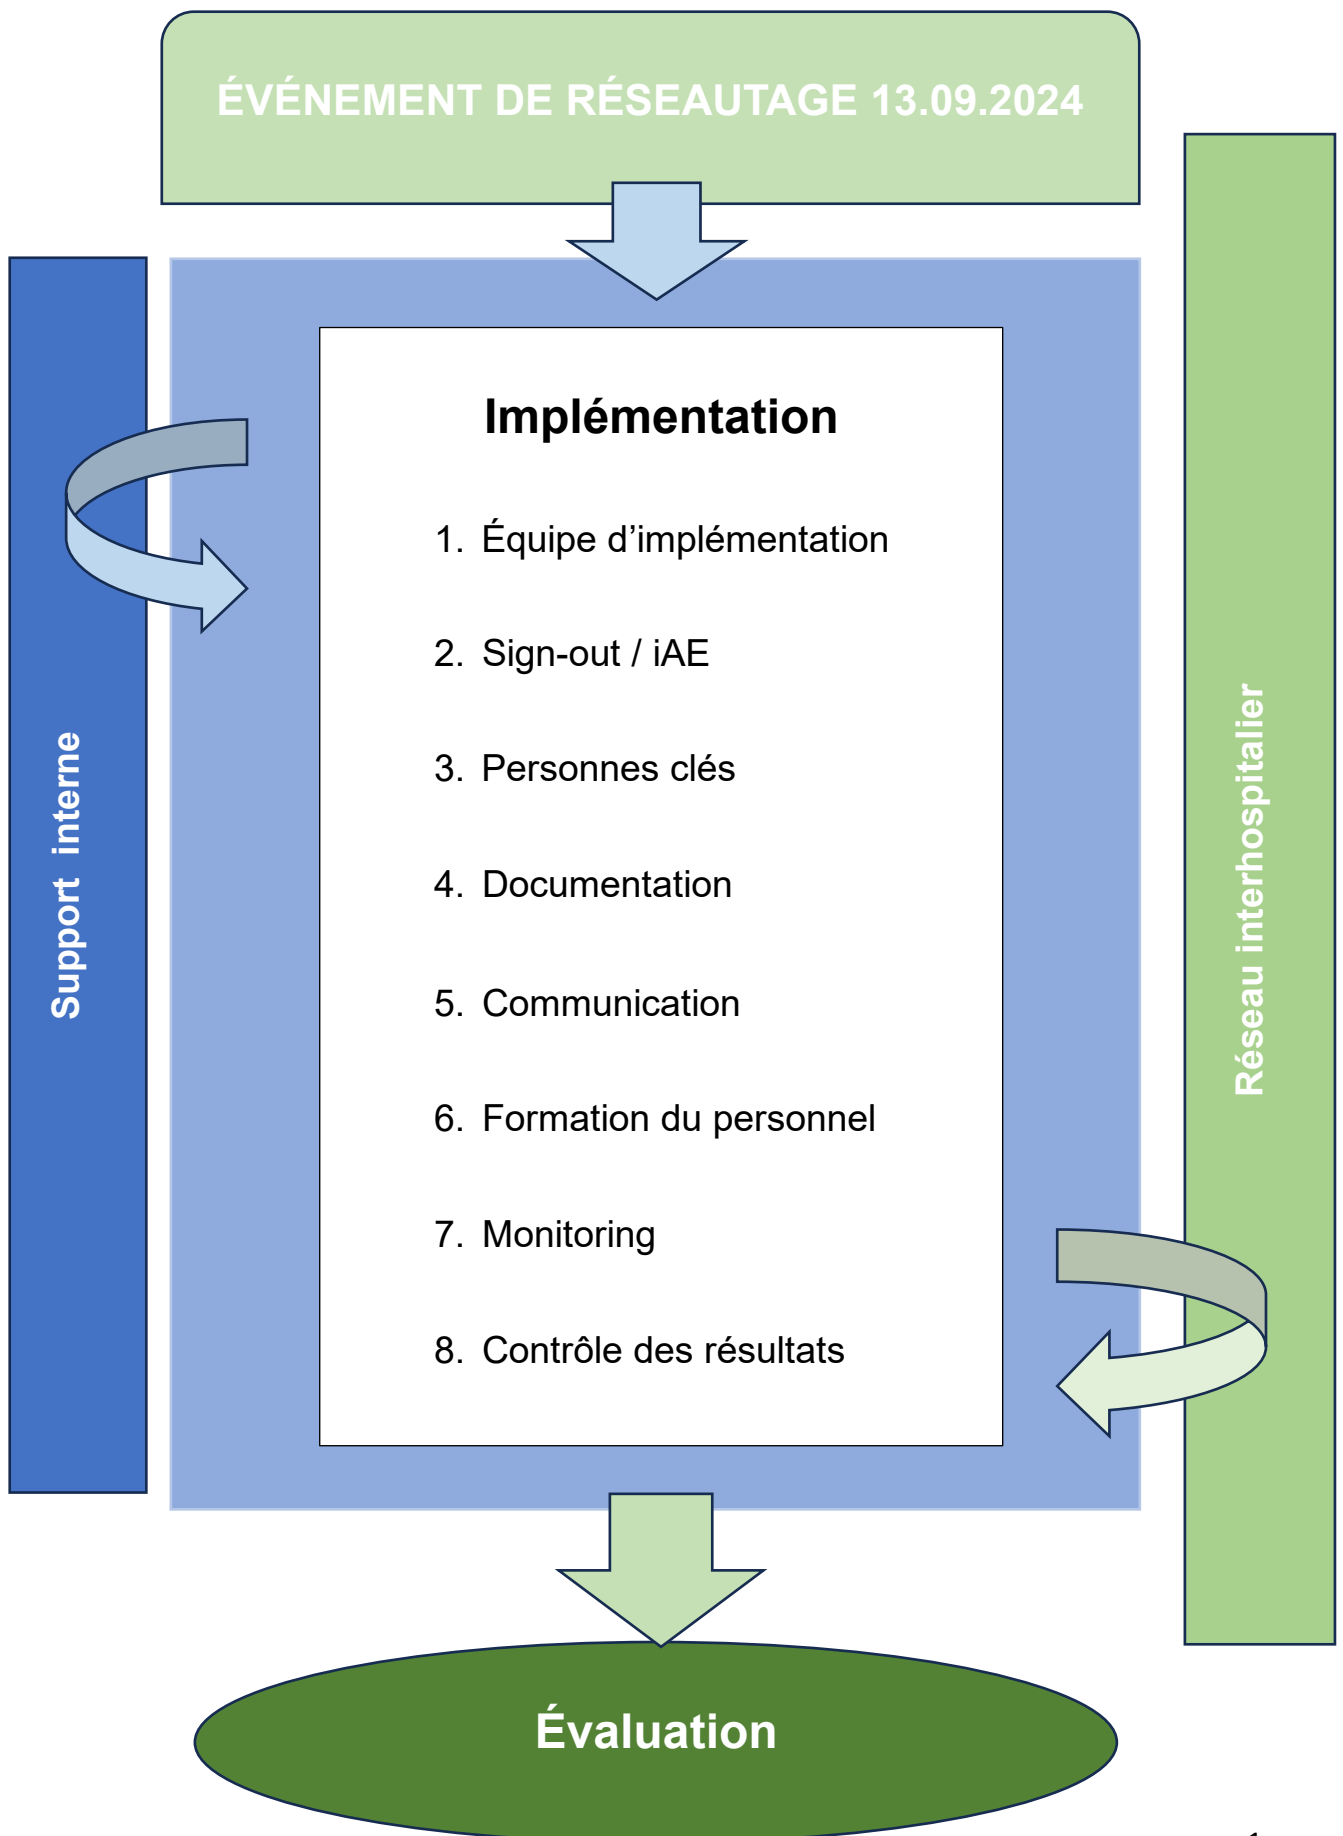 ÉVÉNEMENT DE RÉSEAUTAGE 13.09.2024
Support interne
Implémentation
1. Équipe d’implémentation
2. Sign-out / iAE
3. Personnes clés
4. Documentation
5. Communication
6. Formation du personnel
7. Monitoring
8. Contrôle des résultats
Réseau interhospitalier
Évaluation